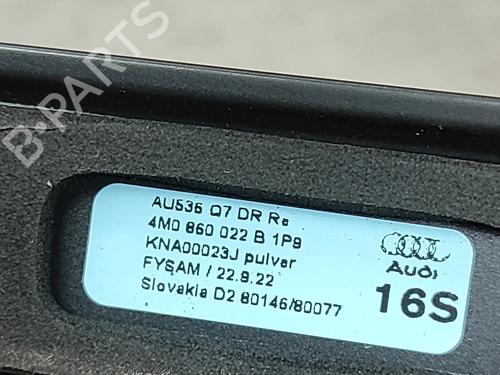 B-PARTS
AU536 Q7 DR Re
4M0 860 022 B 1P9
KNA00023J pulver
FYSAM / 22.9.22
Slovakia D2 80146/80077
Audi
16S